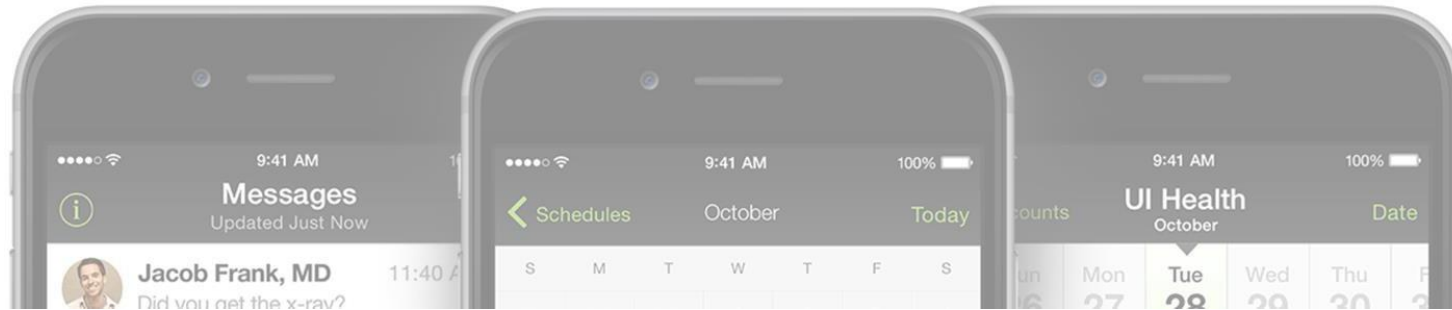 9:41 AM
Messages
Updated Just Now
Jacob Frank, MD 11:40
Did you get the x-ray?
9:41 AM 100%
Schedules October Today
S M T W T F S
9:41 AM 100%
UI Health
October
Date
Mon Tue Wed Thu
27 28 29 30